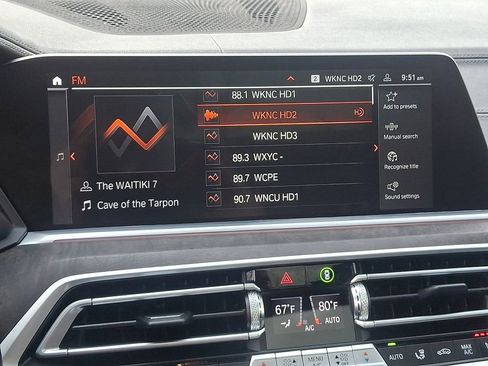 FM
2 WKNC HD2 9:51 am
88.1 WKNC HD1
WKNC HD2
WKNC HD3
89.3 WXYC -
89.7 WCPE
90.7 WNCU HD1
The WAITIKI 7
Cave of the Tarpon
Add to presets
Manual search
Recognize title
Sound settings
67°F
80°F
AUTO
A/C
MENU
A/C
AUTO
MAX
A/C